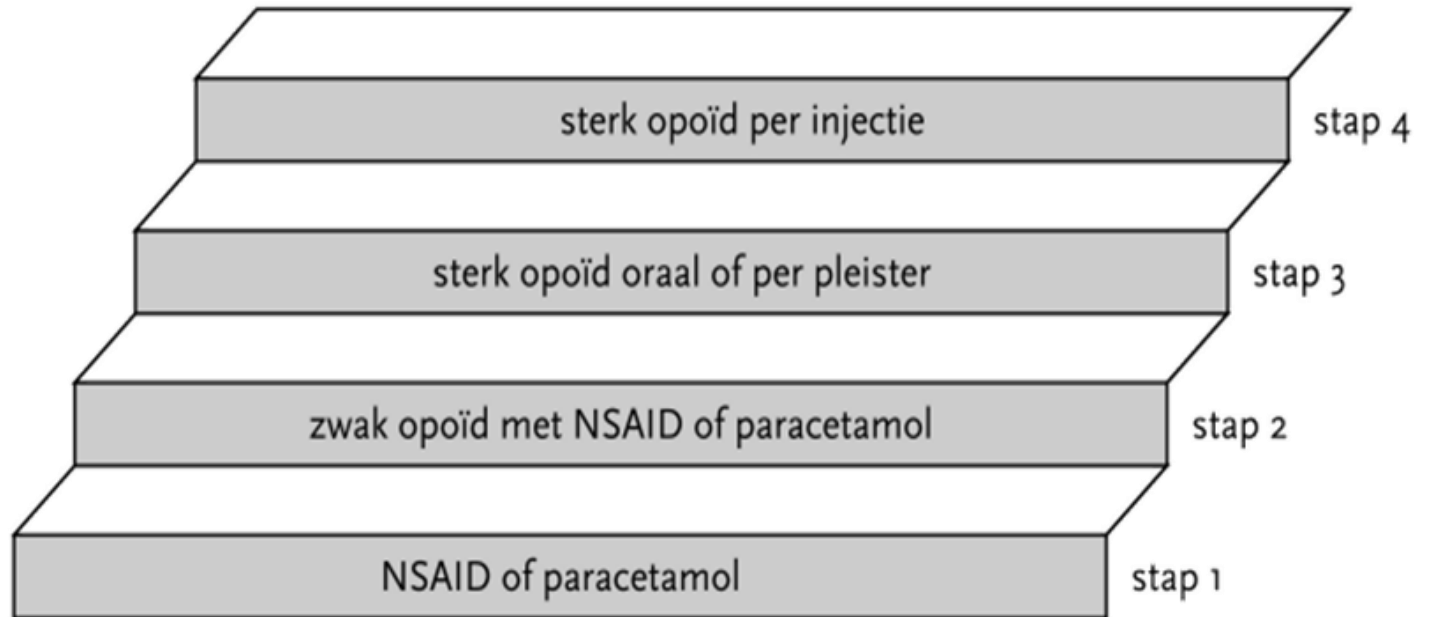 sterk opoïd per injectie stap 4
sterk opoïd oraal of per pleister stap 3
zwak opoïd met NSAID of paracetamol stap 2
NSAID of paracetamol stap 1